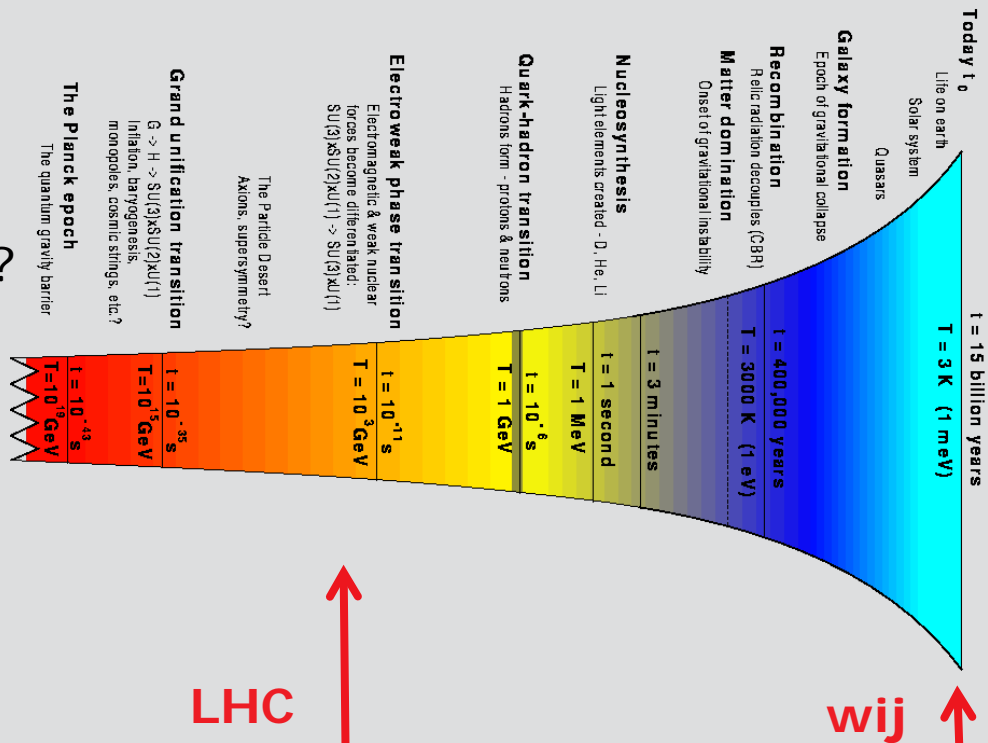 Today t₀
Life on earth
Solar system
Quasars
Galaxy formation
Epoch of gravitational collapse
Recombination
Relic radiation decouples (CBR)
Matter domination
Onset of gravitational instability
Nucleosynthesis
Light elements created - D, He, Li
Quark-hadron transition
Hadrons form - protons & neutrons
Electroweak phase transition
Electromagnetic & weak nuclear
forces become differentiated:
SU(3)xSU(2)xU(1) -> SU(3)xU(1)
The Particle Desert
Axions, supersymmetry?
Grand unification transition
G -> H -> SU(3)xSU(2)xU(1)
Inflation, baryogenesis,
monopoles, cosmic strings, etc.?
The Planck epoch
The quantum gravity barrier
?
t = 15 billion years
T = 3 K (1 meV)
t = 400,000 years
T = 3000 K (1 eV)
t = 3 minutes
t = 1 second
T = 1 MeV
t = 10⁻⁶ s
T = 1 GeV
t = 10⁻¹¹ s
T = 10³ GeV
t = 10⁻³⁵ s
T=10¹⁵GeV
t = 10⁻⁴³ s
T=10¹⁹GeV
LHC
wij